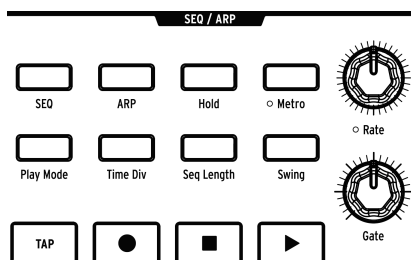 SEQ / ARP
SEQ ARP Hold Metro
Rate
Play Mode Time Div Seq Length Swing
Gate
TAP